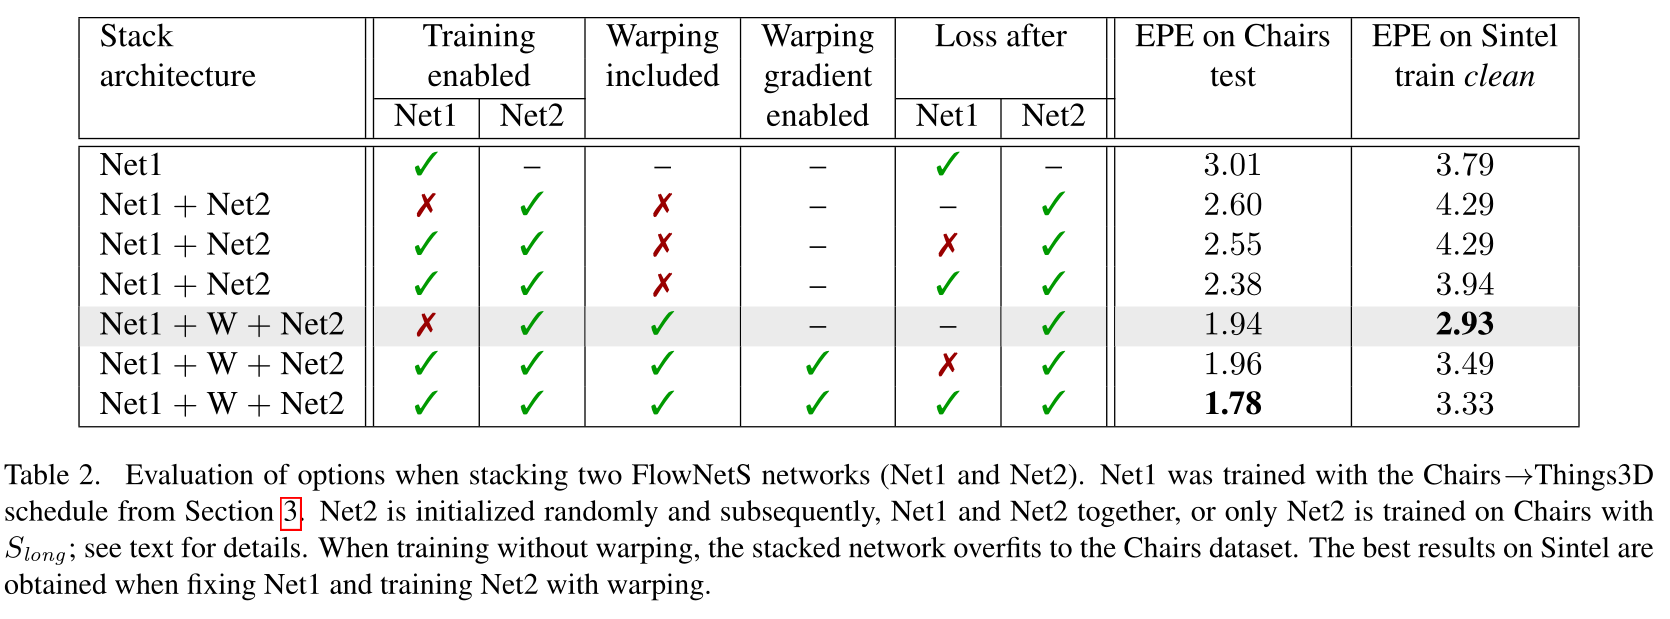 Stack Training Warping Warping Loss after EPE on Chairs EPE on Sintel
architecture enabled included gradient test train clean
Net1 Net2 enabled Net1 Net2
Net1 ✓ – – – ✓ – 3.01 3.79
Net1 + Net2 ✗ ✓ ✗ – – ✓ 2.60 4.29
Net1 + Net2 ✓ ✓ ✗ – ✗ ✓ 2.55 4.29
Net1 + Net2 ✓ ✓ ✗ – ✓ ✓ 2.38 3.94
Net1 + W + Net2 ✗ ✓ ✓ – – ✓ 1.94 2.93
Net1 + W + Net2 ✓ ✓ ✓ ✓ ✗ ✓ 1.96 3.49
Net1 + W + Net2 ✓ ✓ ✓ ✓ ✓ ✓ 1.78 3.33
Table 2. Evaluation of options when stacking two FlowNetS networks (Net1 and Net2). Net1 was trained with the Chairs→Things3D
schedule from Section 3. Net2 is initialized randomly and subsequently, Net1 and Net2 together, or only Net2 is trained on Chairs with
S_long; see text for details. When training without warping, the stacked network overfits to the Chairs dataset. The best results on Sintel are
obtained when fixing Net1 and training Net2 with warping.